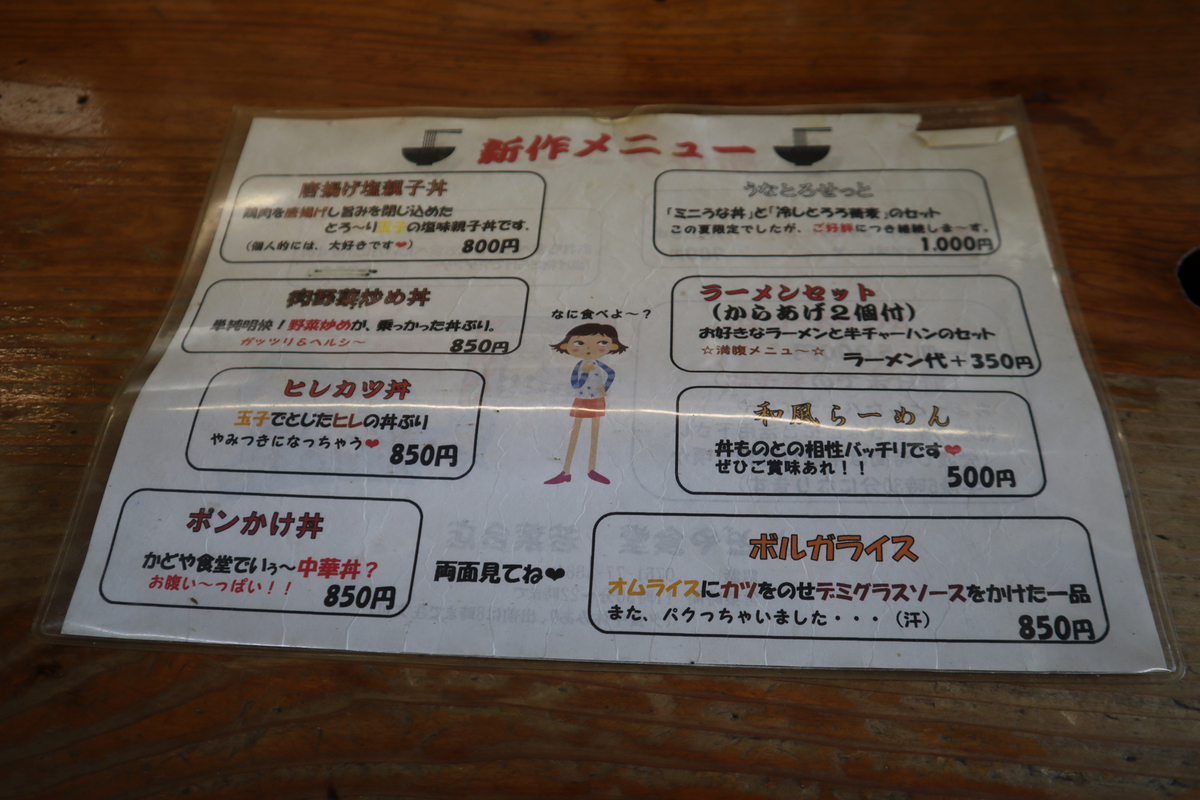 新作メニュー
唐揚げ塩親子丼
鶏肉を唐揚げし旨みを閉じ込めた
とろ~り玉子の塩味親子丼です.
(個人的には、大好きです❤)
800円
肉野菜炒め丼
単純明快!野菜炒めが、乗っかった丼ぶり。
ガッツリ&ヘルシ~
850円
ヒレカツ丼
玉子でとじたヒレの丼ぶり
やみつきになっちゃう❤
850円
ポンかけ丼
かどや食堂でいぅ~中華丼?
お腹い~っぱい!!
850円
なに食べよ~?
両面見てね❤
うなとろせっと
「ミニうな丼」と「冷しとろろ蕎麦」のセット
この夏限定でしたが、ご好評につき継続しま~す。
1.000円
ラーメンセット
(からあげ2個付)
お好きなラーメンと半チャーハンのセット
☆満腹メニュ~☆
ラーメン代+350円
和風らーめん
丼ものとの相性バッチリです❤
ぜひご賞味あれ!!
500円
ボルガライス
オムライスにカツをのせデミグラスソースをかけた一品
また、パクっちゃいました・・・(汗)
850円